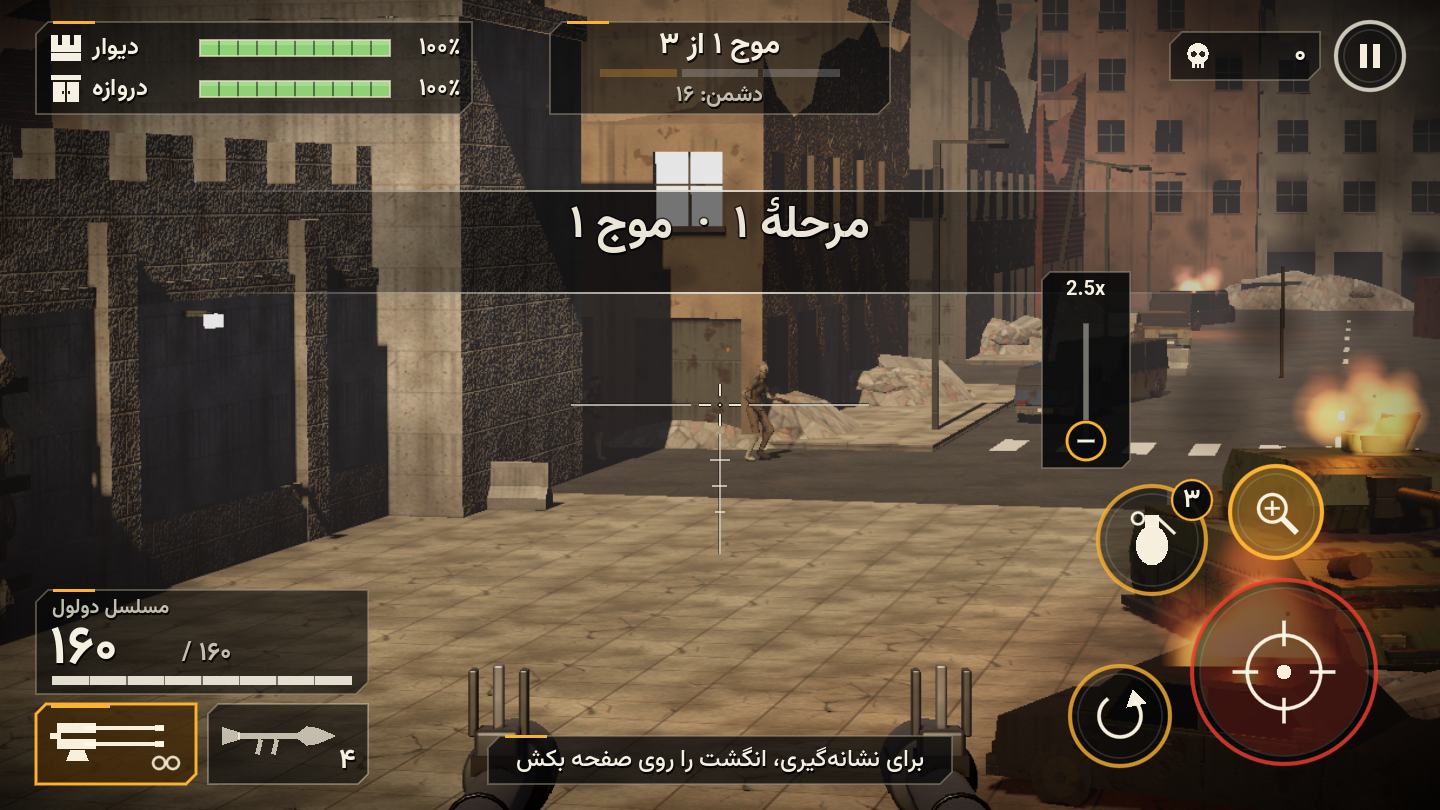 دیوار ۱۰۰٪
دروازه ۱۰۰٪
موج ۱ از ۳
دشمن: ۱۶
۰
مرحلهٔ ۱ · موج ۱
2.5x
۳
مسلسل دولول
۱۶۰ / ۱۶۰
∞
۴
برای نشانه‌گیری، انگشت را روی صفحه بکش